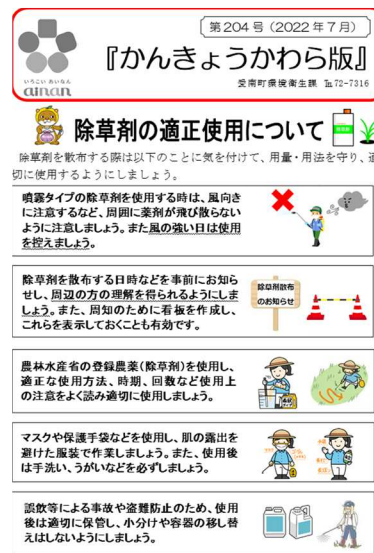 第204号(2022年7月)
『かんきょうかわら版』
いろこい あいなん
ainan
愛南町環境衛生課 ℡72-7316
除草剤の適正使用について
除草剤を散布する際は以下のことに気を付けて、用量・用法を守り、適
切に使用するようにしましょう。
噴霧タイプの除草剤を使用する時は、風向き
に注意するなど、周囲に薬剤が飛び散らない
ように注意しましょう。また風の強い日は使用
を控えましょう。
除草剤を散布する日時などを事前にお知ら
せし、周辺の方の理解を得られるようにしま
しょう。また、周知のために看板を作成し、
これらを表示しておくことも有効です。
除草剤散布
のお知らせ
農林水産省の登録農薬(除草剤)を使用し、
適正な使用方法、時期、回数など使用上
の注意をよく読み適切に使用しましょう。
マスクや保護手袋などを使用し、肌の露出を
避けた服装で作業しましょう。また、使用後
は手洗い、うがいなどを必ずしましょう。
誤飲等による事故や盗難防止のため、使用
後は適切に保管し、小分けや容器の移し替
えはしないようにしましょう。